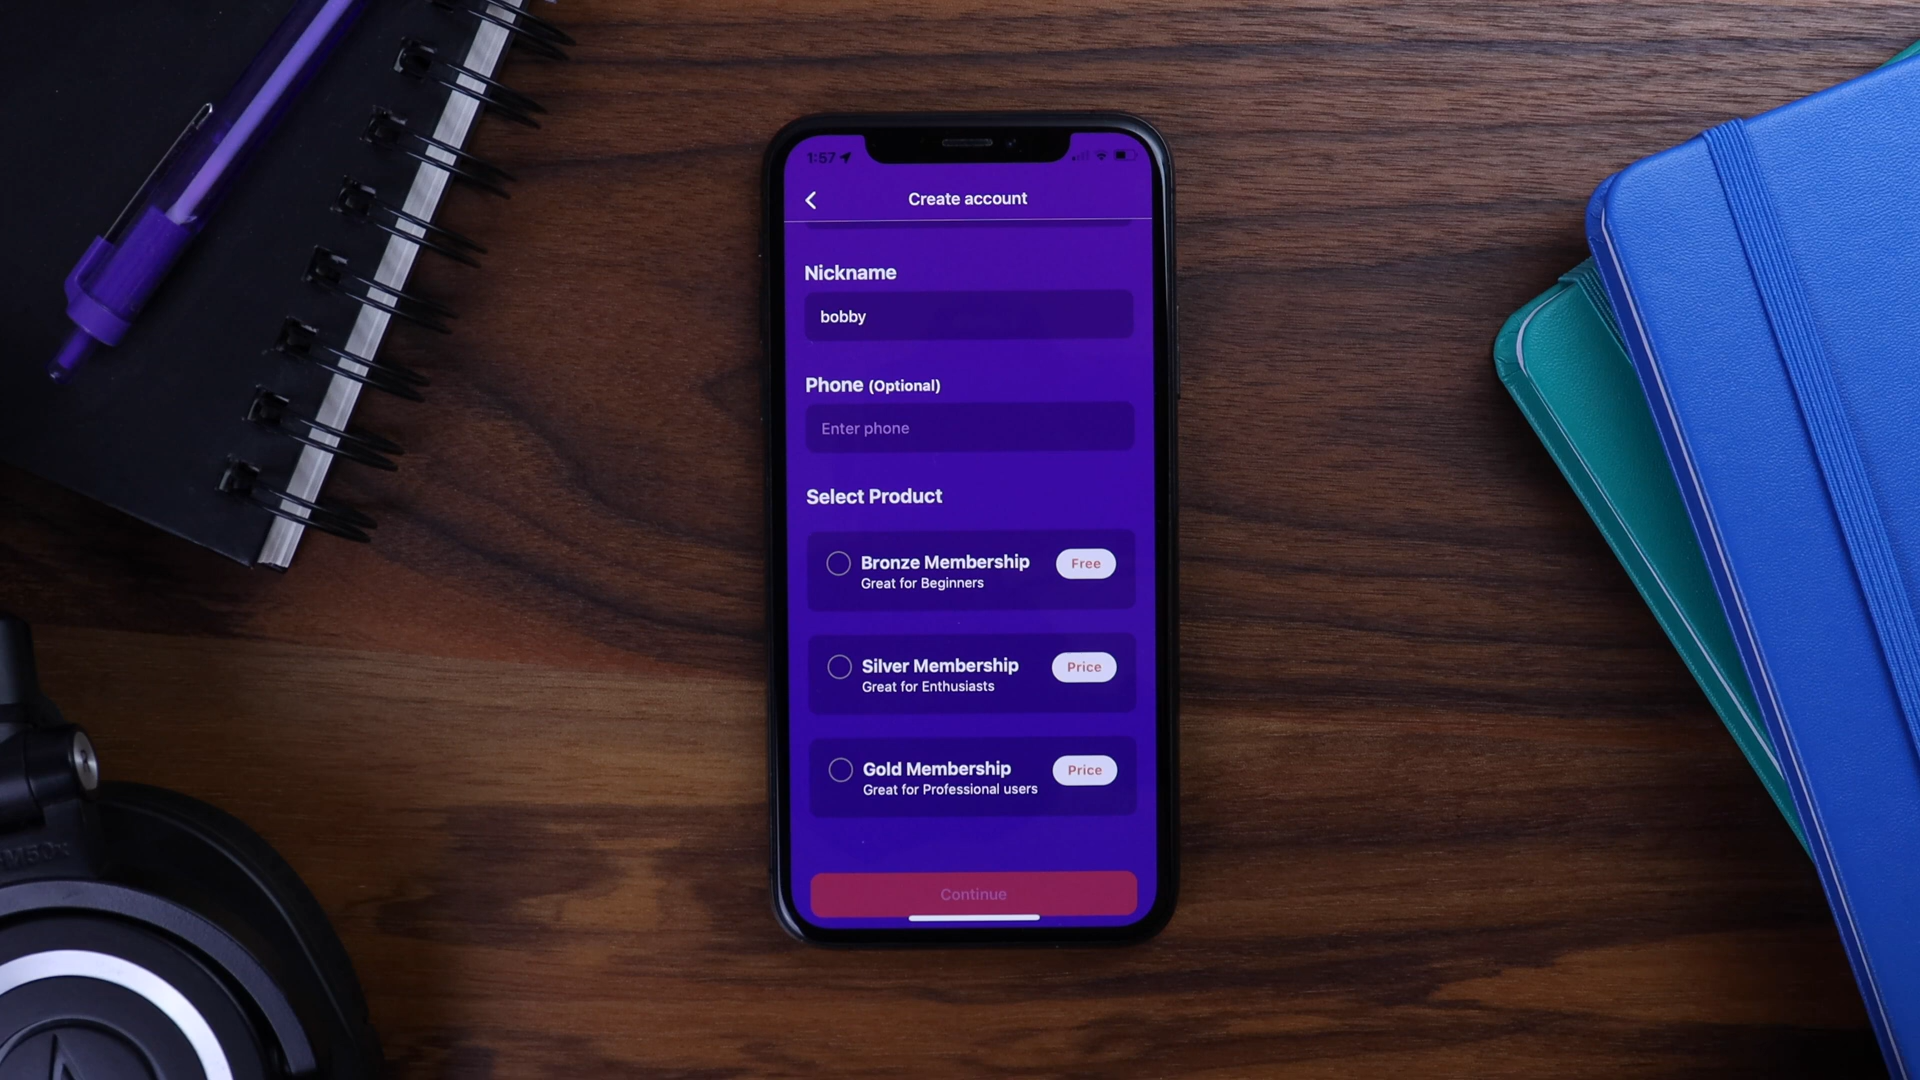 1:57
Create account
Nickname
bobby
Phone (Optional)
Enter phone
Select Product
Bronze Membership
Free
Great for Beginners
Silver Membership
Price
Great for Enthusiasts
Gold Membership
Price
Great for Professional users
Continue
M50x